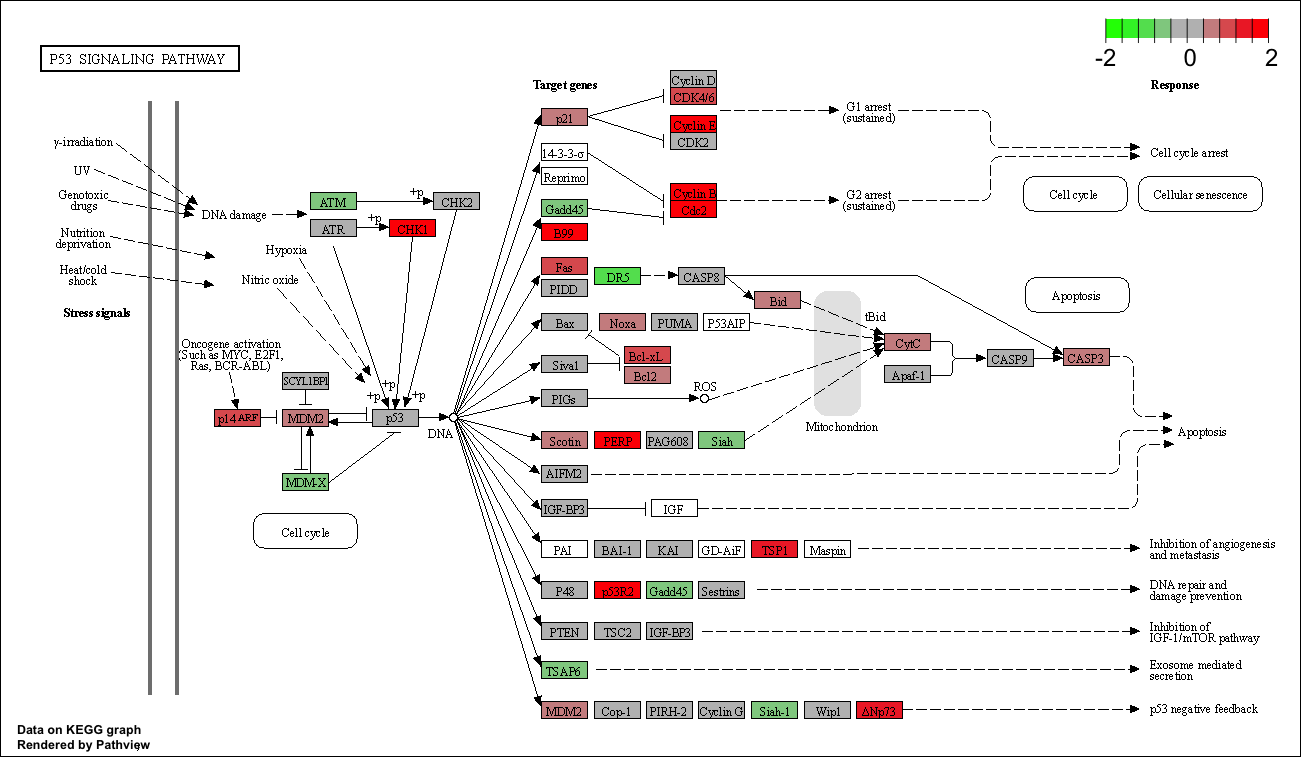 P53 SIGNALING PATHWAY
-2 0 2
Target genes
Response
γ-irradiation
UV
Genotoxic
drugs
Nutrition
deprivation
Heat/cold
shock
Stress signals
DNA damage
ATM
+p
CHK2
ATR
+p
CHK1
Hypoxia
Nitric oxide
Oncogene activation
(Such as MYC, E2F1,
Ras, BCR-ABL)
SCYL1BP1
p14 ARF
MDM2
+p
+p
+p
p53
DNA
MDM-X
Cell cycle
p21
Cyclin D
CDK4/6
Cyclin E
CDK2
G1 arrest
(sustained)
14-3-3-σ
Reprimo
Gadd45
B99
Cyclin B
Cdc2
G2 arrest
(sustained)
Cell cycle arrest
Cell cycle
Cellular senescence
Fas
PIDD
DR5
CASP8
Bid
tBid
Apoptosis
Bax
Noxa
PUMA
P53AIP
CytC
CASP9
CASP3
Apaf-1
Siva1
Bcl-xL
Bcl2
PIGs
ROS
Mitochondrion
Scotin
PERP
PAG608
Siah
Apoptosis
AIFM2
IGF-BP3
IGF
PAI
BAI-1
KAI
GD-AiF
TSP1
Maspin
Inhibition of angiogenesis
and metastasis
P48
p53R2
Gadd45
Sestrins
DNA repair and
damage prevention
PTEN
TSC2
IGF-BP3
Inhibition of
IGF-1/mTOR pathway
TSAP6
Exosome mediated
secretion
MDM2
Cop-1
PIRH-2
Cyclin G
Siah-1
Wip1
ΔNp73
p53 negative feedback
Data on KEGG graph
Rendered by Pathview